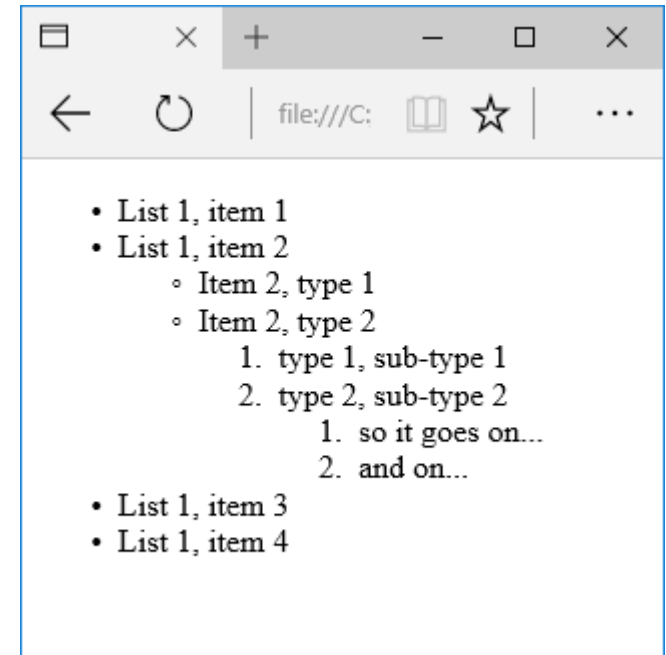 file:///C:
• List 1, item 1
• List 1, item 2
◦ Item 2, type 1
◦ Item 2, type 2
1. type 1, sub-type 1
2. type 2, sub-type 2
1. so it goes on...
2. and on...
• List 1, item 3
• List 1, item 4